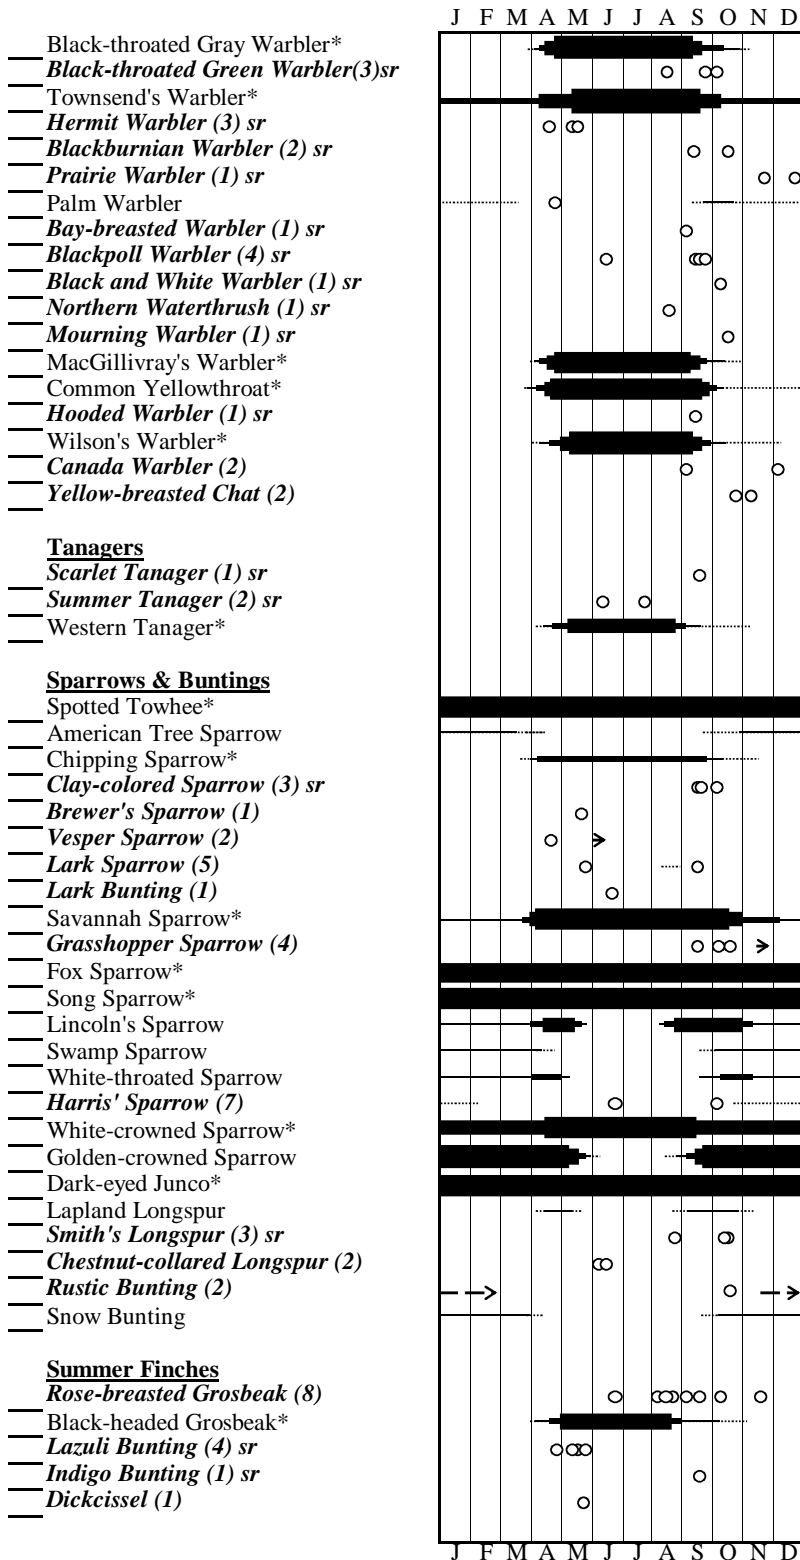 J F M A M J J A S O N D
Black-throated Gray Warbler*
Black-throated Green Warbler(3)sr
Townsend's Warbler*
Hermit Warbler (3) sr
Blackburnian Warbler (2) sr
Prairie Warbler (1) sr
Palm Warbler
Bay-breasted Warbler (1) sr
Blackpoll Warbler (4) sr
Black and White Warbler (1) sr
Northern Waterthrush (1) sr
Mourning Warbler (1) sr
MacGillivray's Warbler*
Common Yellowthroat*
Hooded Warbler (1) sr
Wilson's Warbler*
Canada Warbler (2)
Yellow-breasted Chat (2)
Tanagers
Scarlet Tanager (1) sr
Summer Tanager (2) sr
Western Tanager*
Sparrows & Buntings
Spotted Towhee*
American Tree Sparrow
Chipping Sparrow*
Clay-colored Sparrow (3) sr
Brewer's Sparrow (1)
Vesper Sparrow (2)
Lark Sparrow (5)
Lark Bunting (1)
Savannah Sparrow*
Grasshopper Sparrow (4)
Fox Sparrow*
Song Sparrow*
Lincoln's Sparrow
Swamp Sparrow
White-throated Sparrow
Harris' Sparrow (7)
White-crowned Sparrow*
Golden-crowned Sparrow
Dark-eyed Junco*
Lapland Longspur
Smith's Longspur (3) sr
Chestnut-collared Longspur (2)
Rustic Bunting (2)
Snow Bunting
Summer Finches
Rose-breasted Grosbeak (8)
Black-headed Grosbeak*
Lazuli Bunting (4) sr
Indigo Bunting (1) sr
Dickcissel (1)
J F M A M J J A S O N D